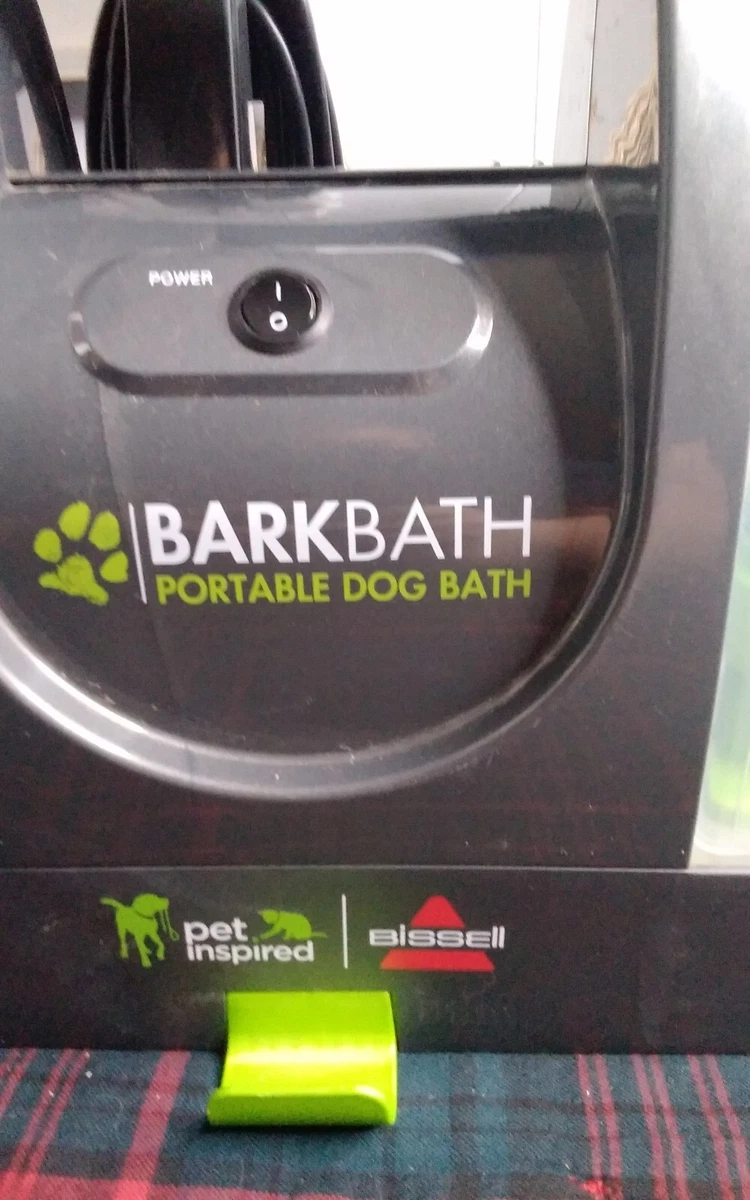 POWER
I
O
BARKBATH
PORTABLE DOG BATH
pet
inspired
BISSELL